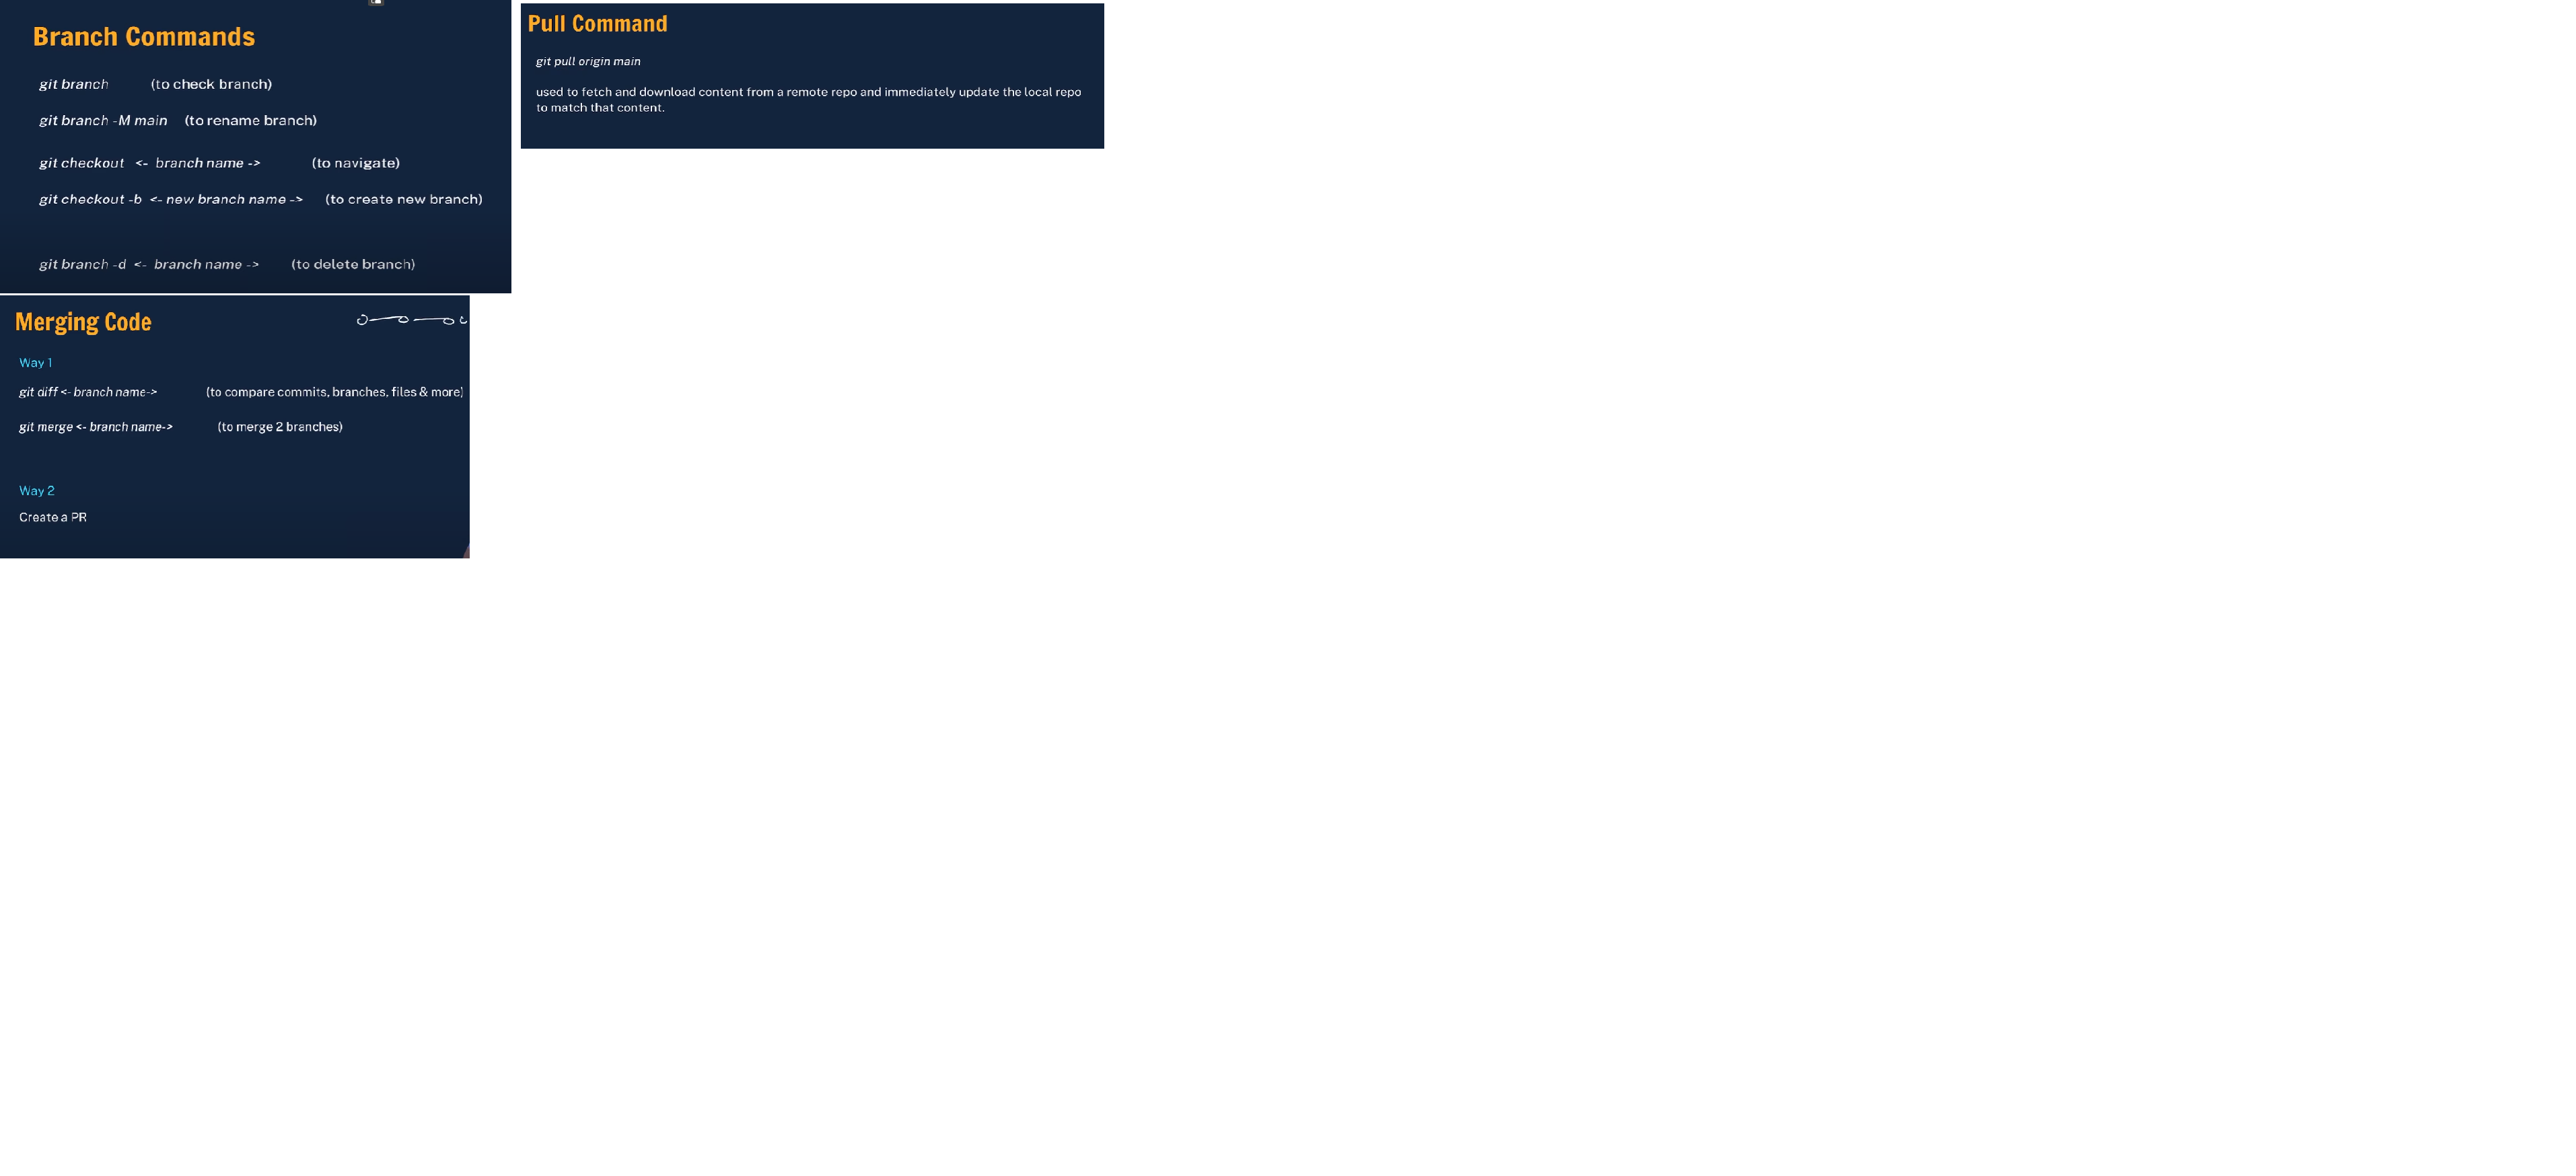 Branch Commands
git branch (to check branch)
git branch -M main (to rename branch)
git checkout <- branch name -> (to navigate)
git checkout -b <- new branch name -> (to create new branch)
git branch -d <- branch name -> (to delete branch)
Pull Command
git pull origin main
used to fetch and download content from a remote repo and immediately update the local repo
to match that content.
Merging Code
Way 1
git diff <- branch name-> (to compare commits, branches, files & more)
git merge <- branch name-> (to merge 2 branches)
Way 2
Create a PR